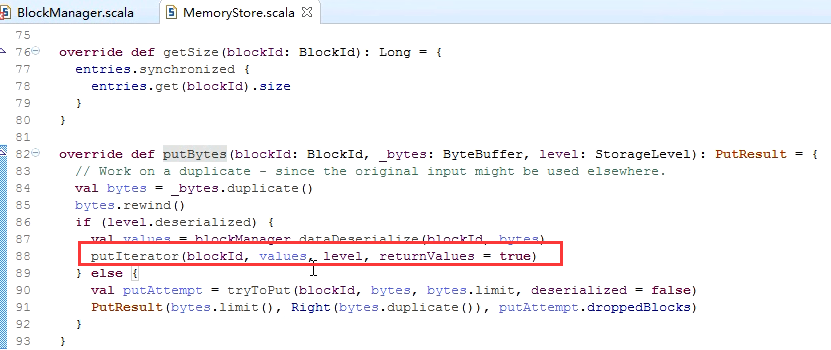 BlockManager.scala MemoryStore.scala
75
76 override def getSize(blockId: BlockId): Long = {
77 entries.synchronized {
78 entries.get(blockId).size
79 }
80 }
81
82 override def putBytes(blockId: BlockId, _bytes: ByteBuffer, level: StorageLevel): PutResult = {
83 // Work on a duplicate - since the original input might be used elsewhere.
84 val bytes = _bytes.duplicate()
85 bytes.rewind()
86 if (level.deserialized) {
87 val values = blockManager.dataDeserialize(blockId, bytes)
88 putIterator(blockId, values, level, returnValues = true)
89 } else {
90 val putAttempt = tryToPut(blockId, bytes, bytes.limit, deserialized = false)
91 PutResult(bytes.limit(), Right(bytes.duplicate()), putAttempt.droppedBlocks)
92 }
93 }